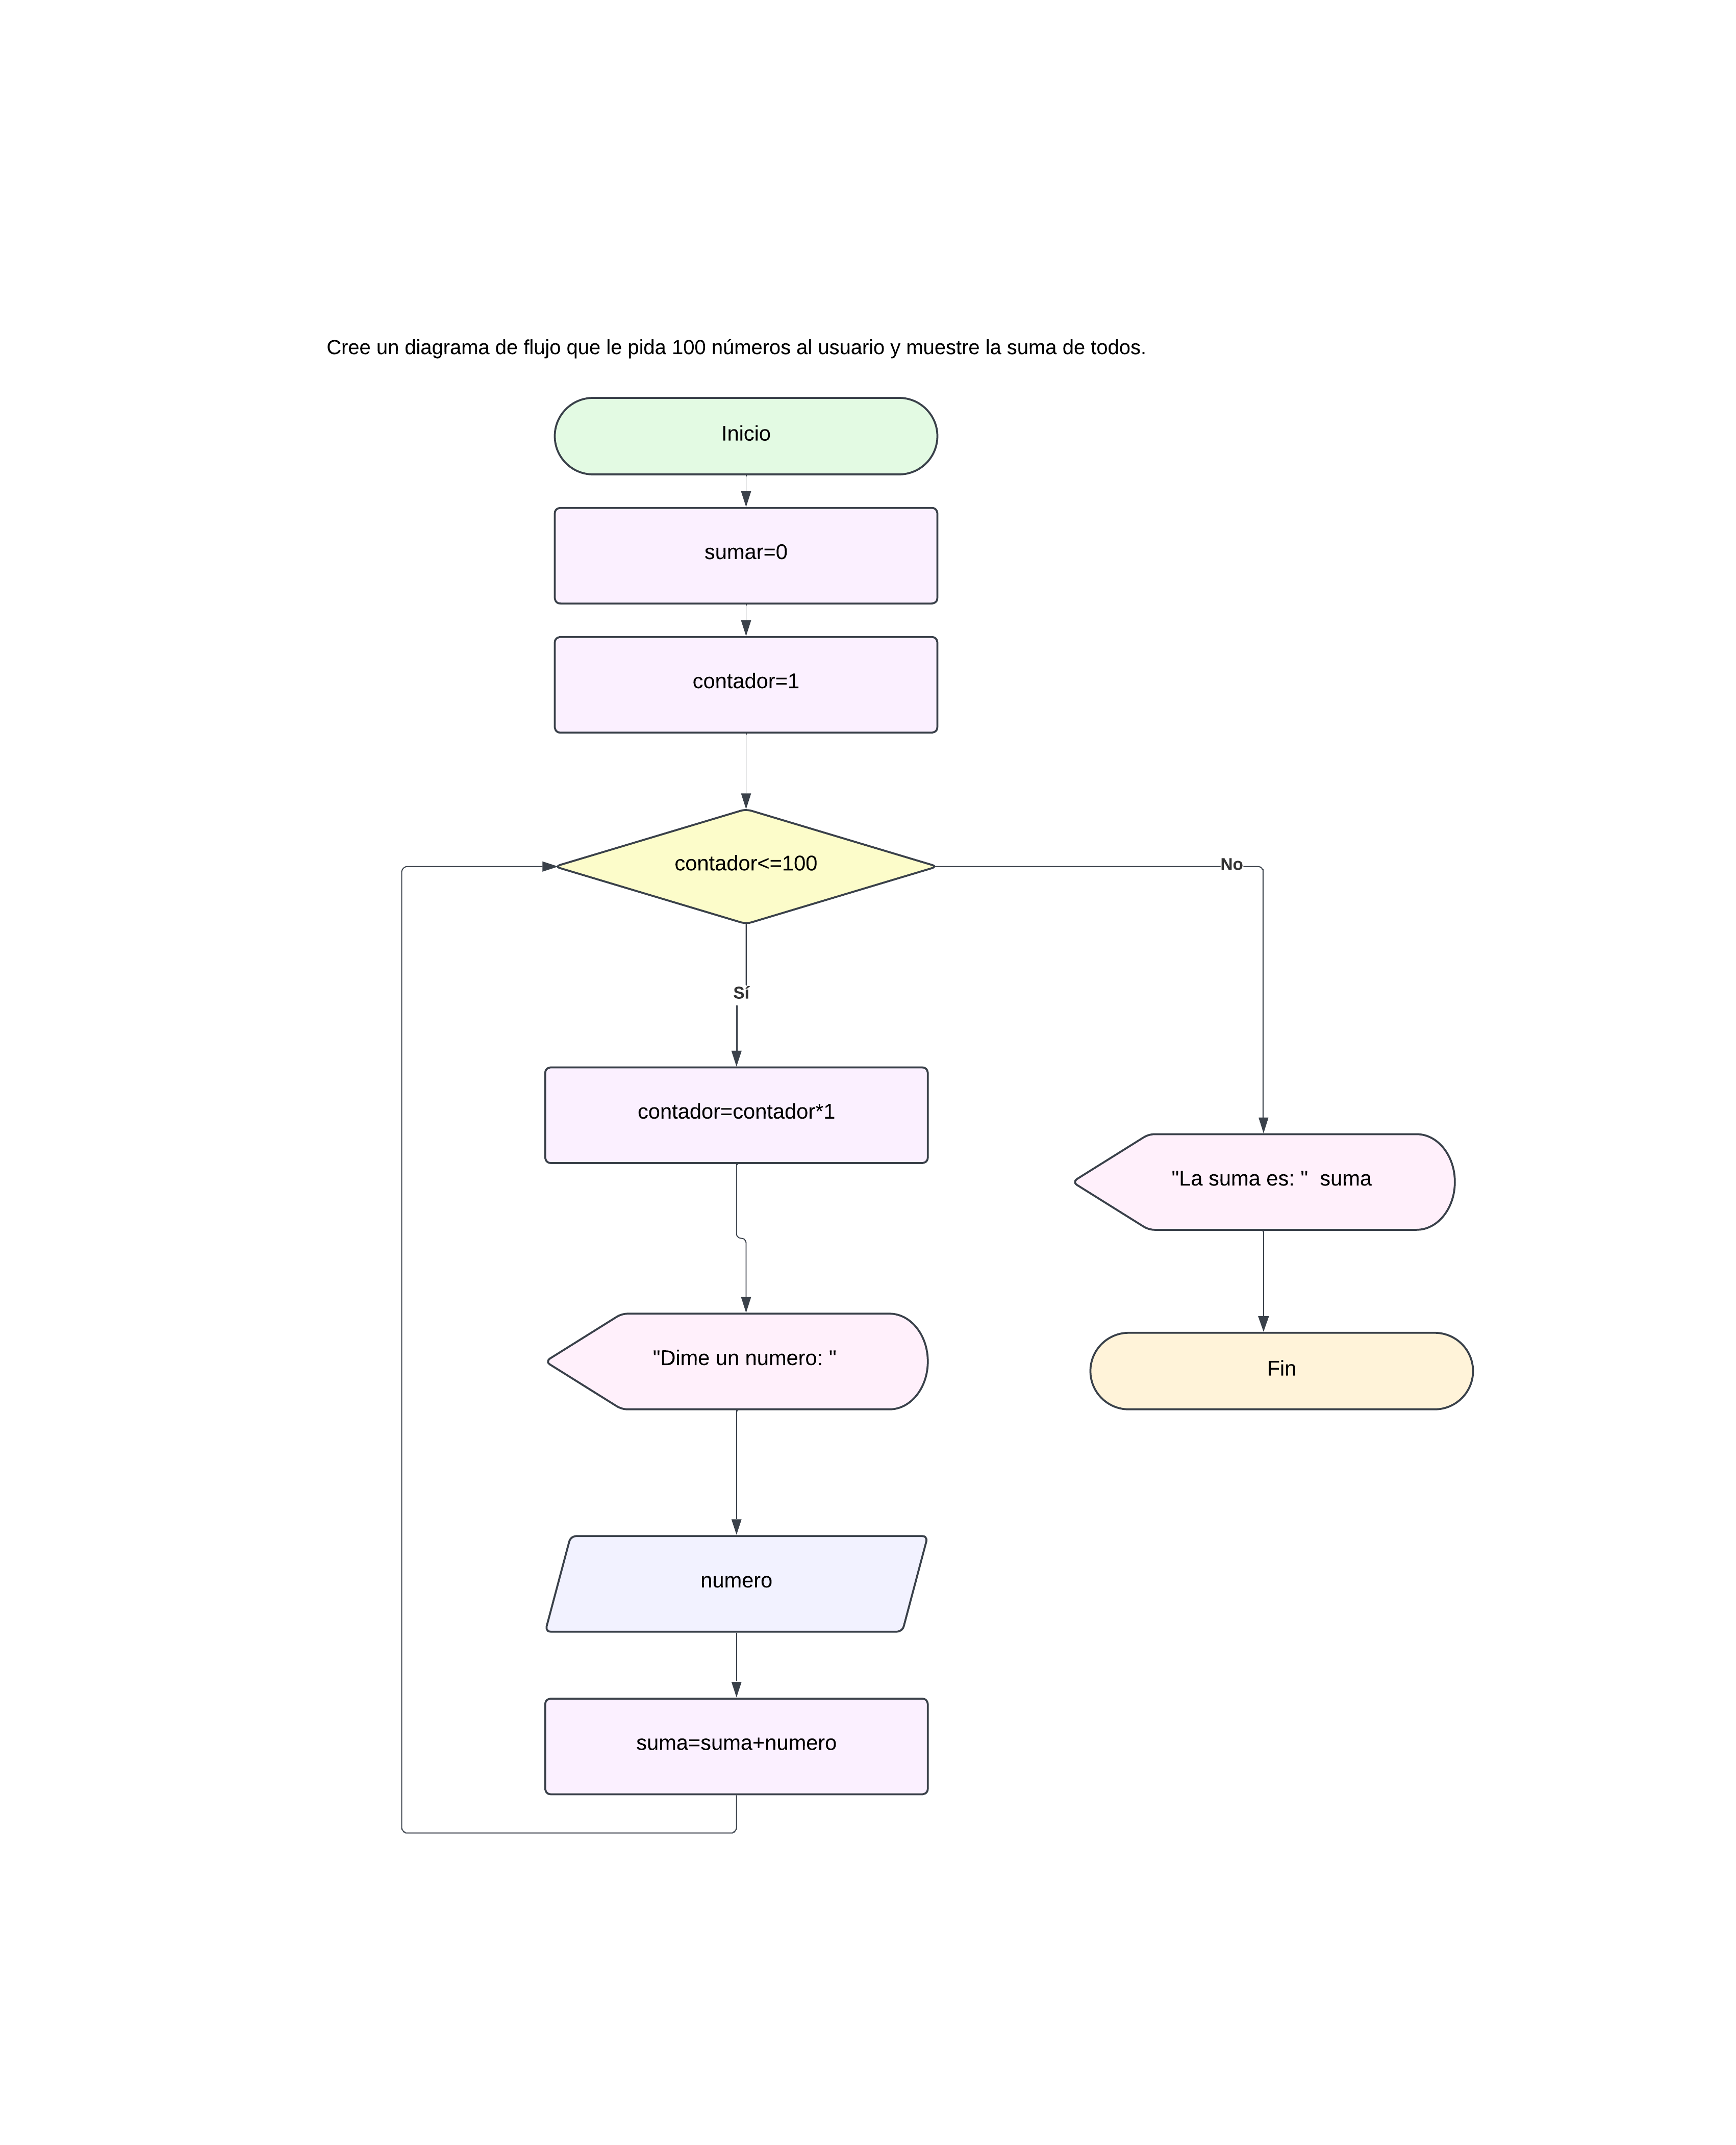 Cree un diagrama de flujo que le pida 100 números al usuario y muestre la suma de todos.
Inicio
sumar=0
contador=1
contador<=100
No
Sí
contador=contador*1
"La suma es: "  suma
"Dime un numero: "
Fin
numero
suma=suma+numero